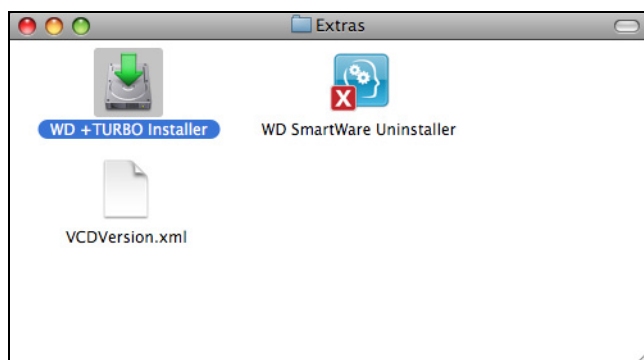 Extras
WD +TURBO Installer
WD SmartWare Uninstaller
VCDVersion.xml